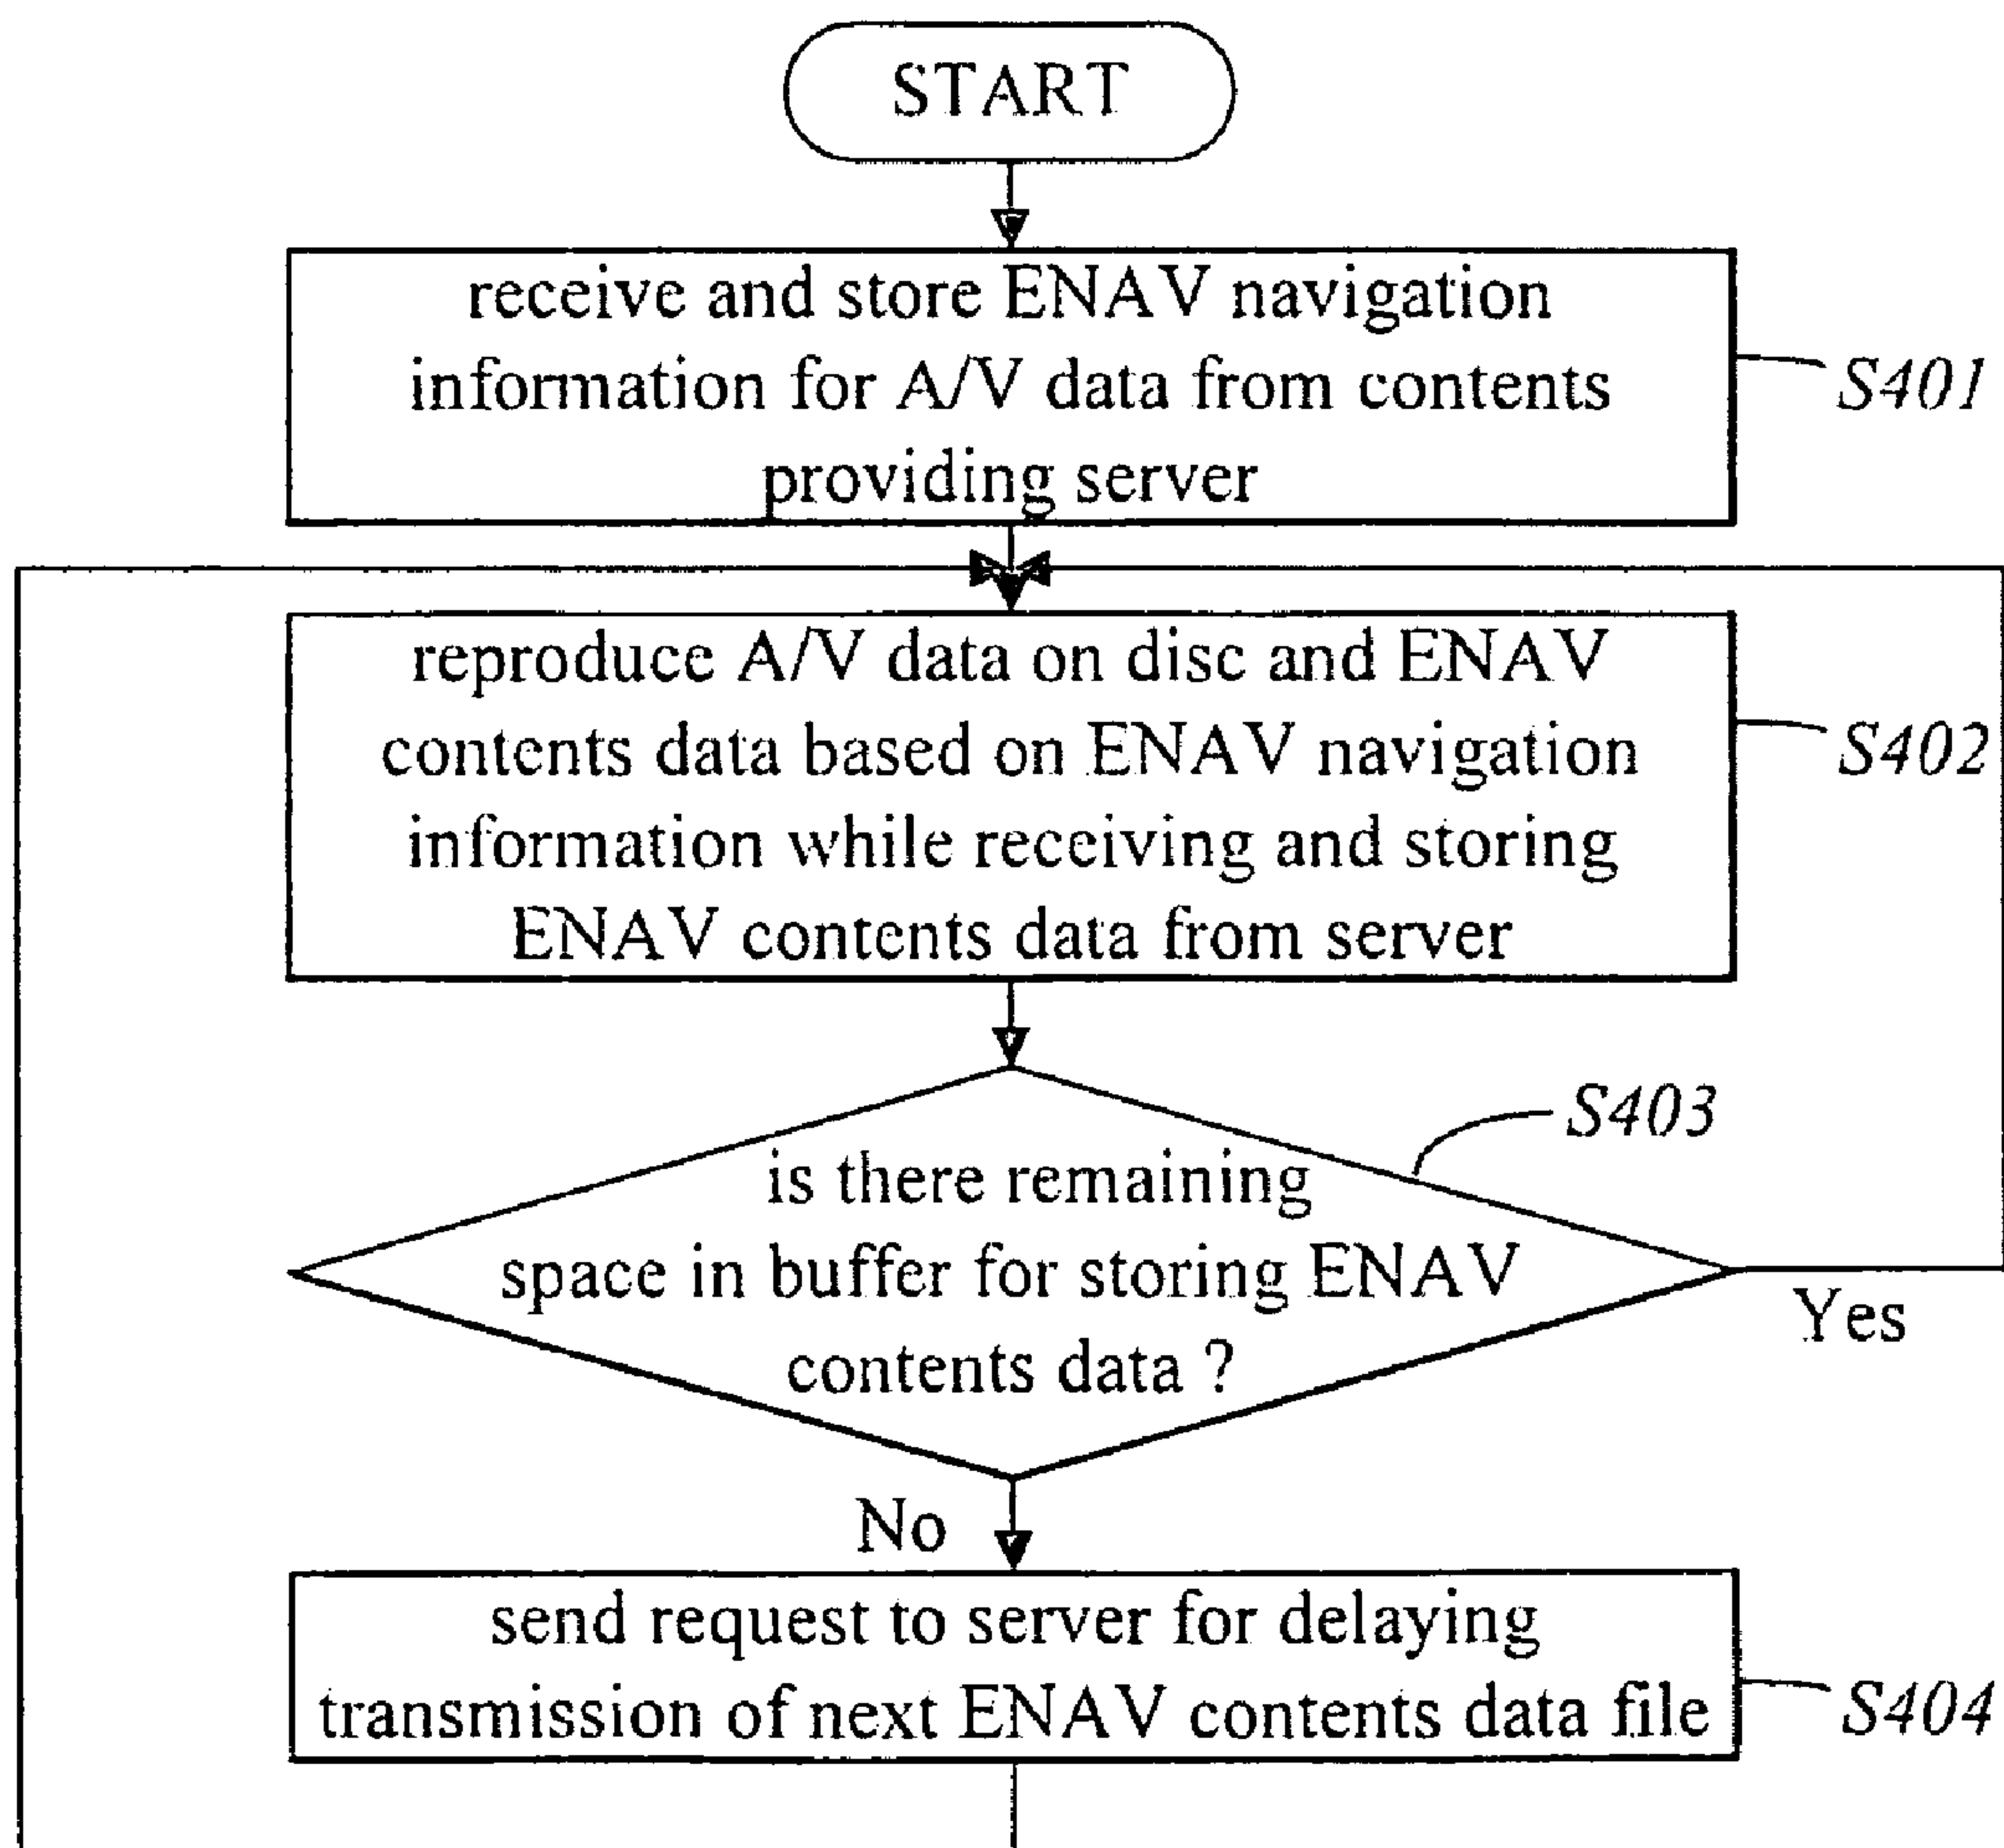 START
receive and store ENAV navigation
information for A/V data from contents
providing server
S401
reproduce A/V data on disc and ENAV
contents data based on ENAV navigation
information while receiving and storing
ENAV contents data from server
S402
S403
is there remaining
space in buffer for storing ENAV
contents data ?
Yes
No
send request to server for delaying
transmission of next ENAV contents data file
S404